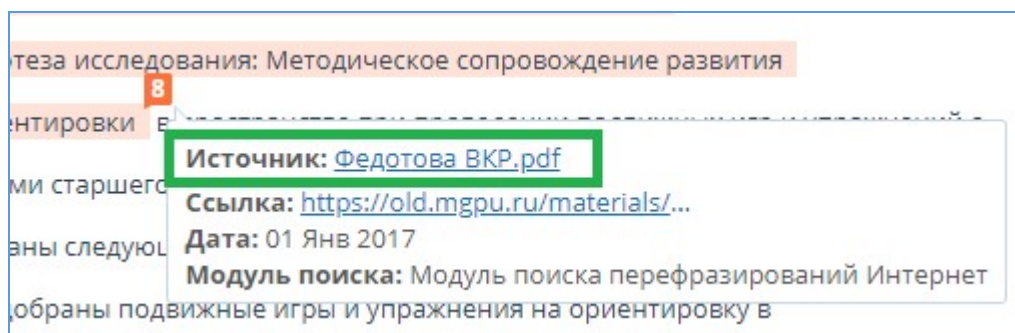 отеза исследования: Методическое сопровождение развития
8
ентировки в
Источник: Федотова ВКР.pdf
ми старшего
Ссылка: https://old.mgpu.ru/materials/...
аны следующ
Дата: 01 Янв 2017
Модуль поиска: Модуль поиска перефразирований Интернет
добраны подвижные игры и упражнения на ориентировку в